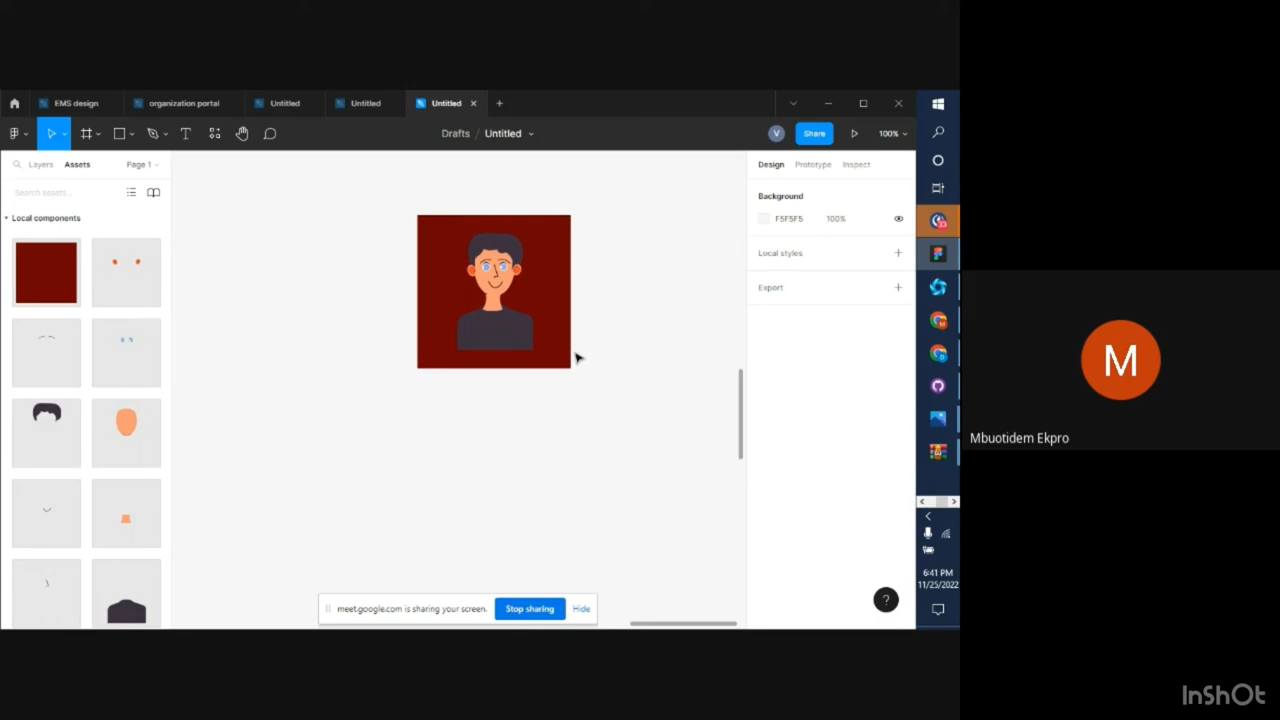 EMS design
organization portal
Untitled
Untitled
Untitled
Drafts / Untitled
V
Share
100%
Layers
Assets
Page 1
Design
Prototype
Inspect
Search assets...
Background
Local components
F5F5F5
100%
Local styles
Export
M
Mbuotidem Ekpro
6:41 PM
11/25/2022
meet.google.com is sharing your screen.
Stop sharing
Hide
?
InShOt